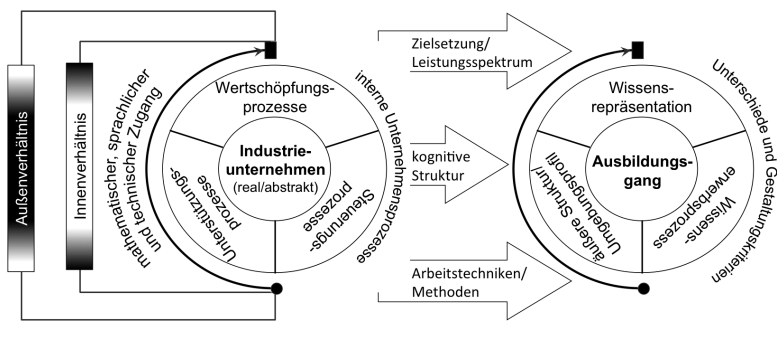 Außenverhältnis
Innenverhältnis
mathematischer, sprachlicher
und technischer Zugang
Wertschöpfungs-
prozesse
Industrie-
unternehmen
(real/abstrakt)
Unterstützungs-
prozesse
Steuerungs-
prozesse
interne Unternehmensprozesse
Zielsetzung/
Leistungsspektrum
kognitive
Struktur
Arbeitstechniken/
Methoden
Wissens-
repräsentation
Ausbildungs-
gang
äußere Struktur/
Umgebungsprofil
Wissens-
erwerbsprozess
Unterschiede und Gestaltungskriterien